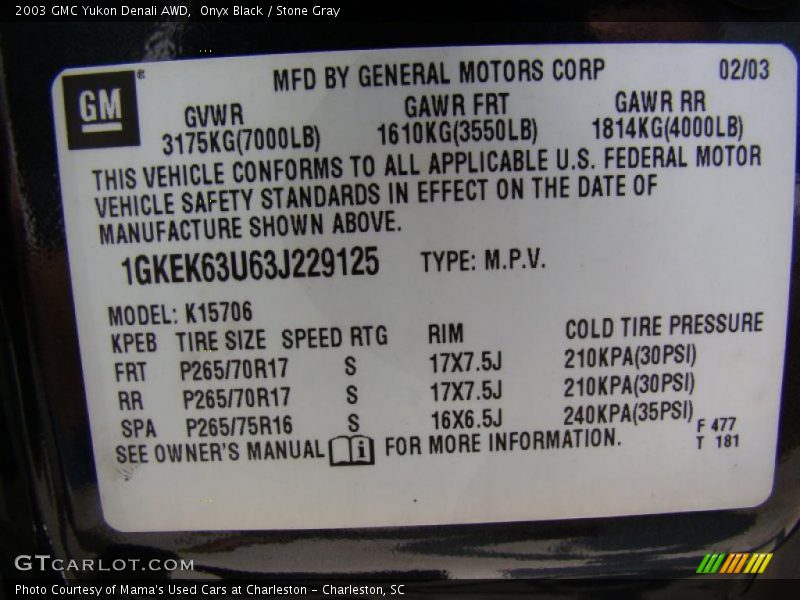 2003 GMC Yukon Denali AWD,  Onyx Black / Stone Gray
GM®
MFD BY GENERAL MOTORS CORP 02/03
GVWR GAWR FRT GAWR RR
3175KG(7000LB) 1610KG(3550LB) 1814KG(4000LB)
THIS VEHICLE CONFORMS TO ALL APPLICABLE U.S. FEDERAL MOTOR
VEHICLE SAFETY STANDARDS IN EFFECT ON THE DATE OF
MANUFACTURE SHOWN ABOVE.
1GKEK63U63J229125 TYPE: M.P.V.
MODEL: K15706
KPEB TIRE SIZE SPEED RTG RIM COLD TIRE PRESSURE
FRT P265/70R17 S 17X7.5J 210KPA(30PSI)
RR P265/70R17 S 17X7.5J 210KPA(30PSI)
SPA P265/75R16 S 16X6.5J 240KPA(35PSI)
F 477
SEE OWNER'S MANUAL i FOR MORE INFORMATION.
T 181
GTCARLOT.COM
Photo Courtesy of Mama's Used Cars at Charleston - Charleston, SC